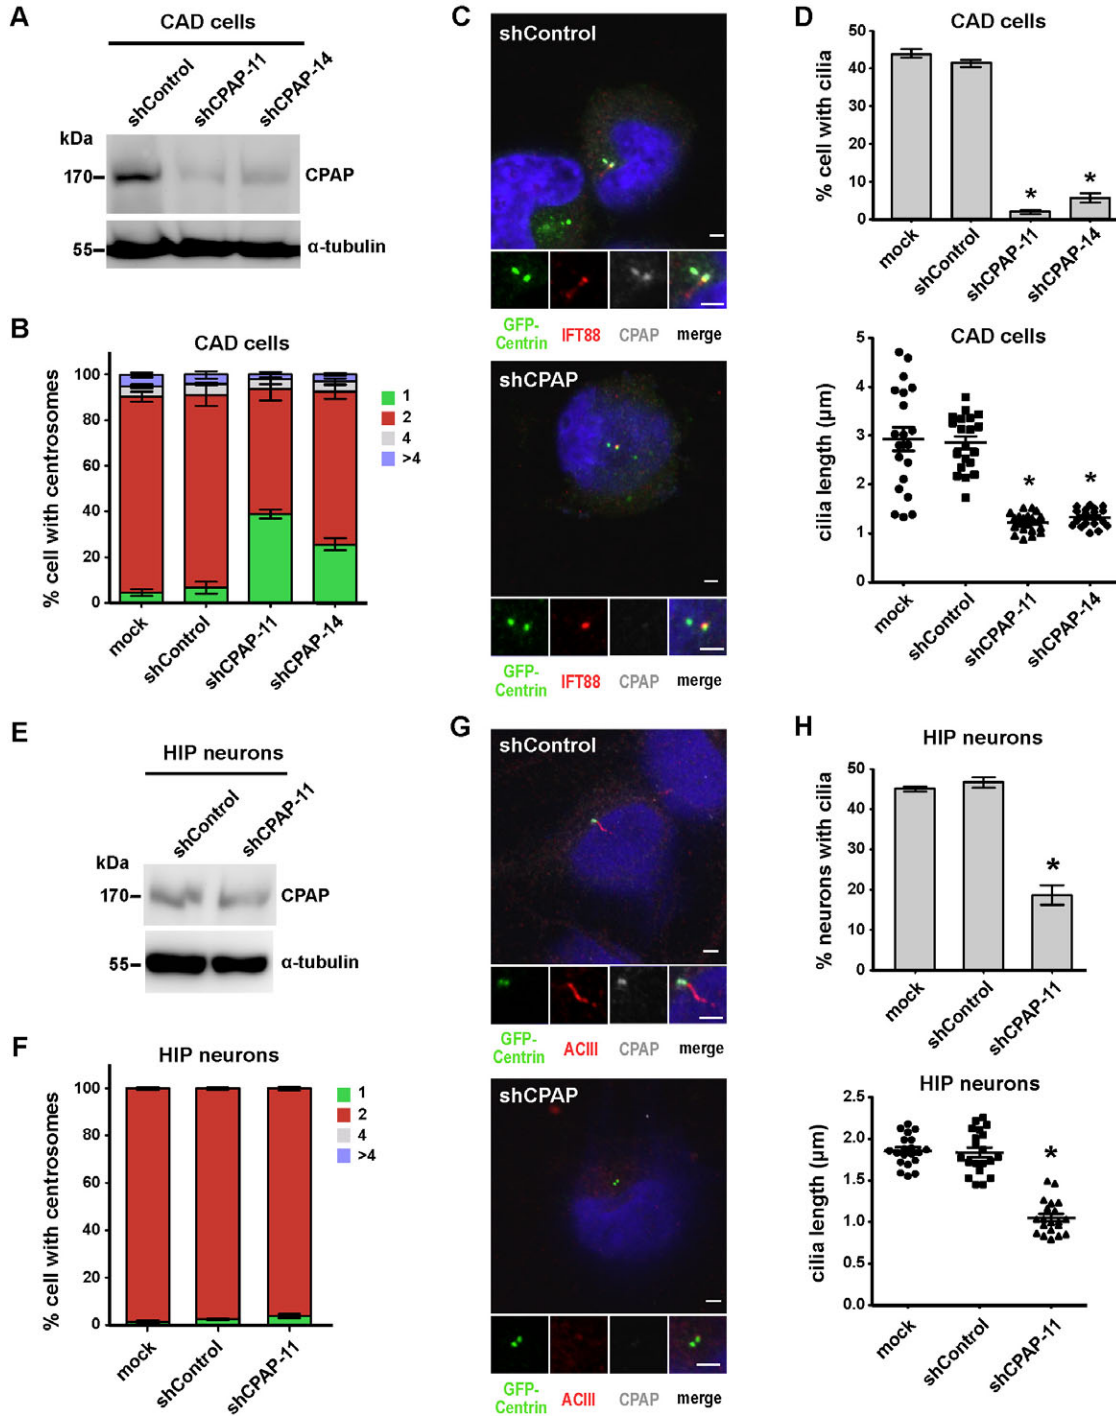 A
CAD cells
shControl
shCPAP-11
shCPAP-14
kDa
170
CPAP
55
α-tubulin
B
CAD cells
% cell with centrosomes
100
80
60
40
20
0
1
2
4
>4
mock
shControl
shCPAP-11
shCPAP-14
C
shControl
GFP-
Centrin
IFT88
CPAP
merge
shCPAP
GFP-
Centrin
IFT88
CPAP
merge
D
CAD cells
% cell with cilia
50
40
30
20
10
0
*
*
mock
shControl
shCPAP-11
shCPAP-14
CAD cells
cilia length (μm)
5
4
3
2
1
0
*
*
mock
shControl
shCPAP-11
shCPAP-14
E
HIP neurons
shControl
shCPAP-11
kDa
170
CPAP
55
α-tubulin
F
HIP neurons
% cell with centrosomes
100
80
60
40
20
0
1
2
4
>4
mock
shControl
shCPAP-11
G
shControl
GFP-
Centrin
ACIII
CPAP
merge
shCPAP
GFP-
Centrin
ACIII
CPAP
merge
H
HIP neurons
% neurons with cilia
50
40
30
20
10
0
*
mock
shControl
shCPAP-11
HIP neurons
cilia length (μm)
2.5
2.0
1.5
1.0
0.5
0.0
*
mock
shControl
shCPAP-11